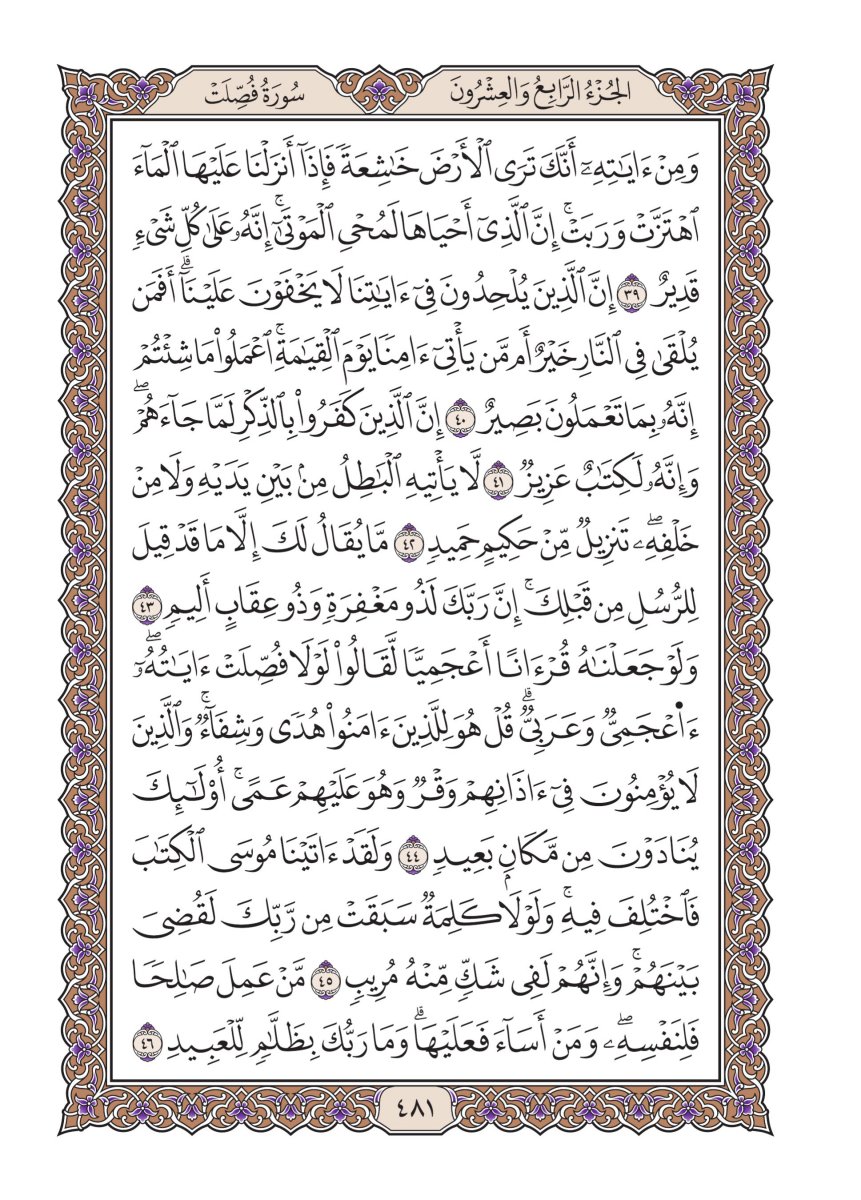 الجُزْءُ الرَّابِعُ وَالعِشْرُونَ
سُورَةُ فُصِّلَتْ
وَمِنْ ءَايَٰتِهِۦٓ أَنَّكَ تَرَى ٱلْأَرْضَ خَٰشِعَةً فَإِذَآ أَنزَلْنَا عَلَيْهَا ٱلْمَآءَ
ٱهْتَزَّتْ وَرَبَتْ ۚ إِنَّ ٱلَّذِىٓ أَحْيَاهَا لَمُحْىِ ٱلْمَوْتَىٰٓ ۚ إِنَّهُۥ عَلَىٰ كُلِّ شَىْءٍ
قَدِيرٌ ٣٩ إِنَّ ٱلَّذِينَ يُلْحِدُونَ فِىٓ ءَايَٰتِنَا لَا يَخْفَوْنَ عَلَيْنَآ ۗ أَفَمَن
يُلْقَىٰ فِى ٱلنَّارِ خَيْرٌ أَم مَّن يَأْتِىٓ ءَامِنًا يَوْمَ ٱلْقِيَٰمَةِ ۚ ٱعْمَلُوا۟ مَا شِئْتُمْ
إِنَّهُۥ بِمَا تَعْمَلُونَ بَصِيرٌ ٤٠ إِنَّ ٱلَّذِينَ كَفَرُوا۟ بِٱلذِّكْرِ لَمَّا جَآءَهُمْ ۖ
وَإِنَّهُۥ لَكِتَٰبٌ عَزِيزٌ ٤١ لَّا يَأْتِيهِ ٱلْبَٰطِلُ مِنۢ بَيْنِ يَدَيْهِ وَلَا مِنْ
خَلْفِهِۦ ۖ تَنزِيلٌ مِّنْ حَكِيمٍ حَمِيدٍ ٤٢ مَّا يُقَالُ لَكَ إِلَّا مَا قَدْ قِيلَ
لِلرُّسُلِ مِن قَبْلِكَ ۚ إِنَّ رَبَّكَ لَذُو مَغْفِرَةٍ وَذُو عِقَابٍ أَلِيمٍ ٤٣
وَلَوْ جَعَلْنَٰهُ قُرْءَانًا أَعْجَمِيًّا لَّقَالُوا۟ لَوْلَا فُصِّلَتْ ءَايَٰتُهُۥٓ ۖ
ءَا۬عْجَمِىٌّ وَعَرَبِىٌّ ۗ قُلْ هُوَ لِلَّذِينَ ءَامَنُوا۟ هُدًى وَشِفَآءٌ ۖ وَٱلَّذِينَ
لَا يُؤْمِنُونَ فِىٓ ءَاذَانِهِمْ وَقْرٌ وَهُوَ عَلَيْهِمْ عَمًى ۚ أُو۟لَٰٓئِكَ
يُنَادَوْنَ مِن مَّكَانٍۭ بَعِيدٍ ٤٤ وَلَقَدْ ءَاتَيْنَا مُوسَى ٱلْكِتَٰبَ
فَٱخْتُلِفَ فِيهِ ۚ وَلَوْلَا كَلِمَةٌ سَبَقَتْ مِن رَّبِّكَ لَقُضِىَ
بَيْنَهُمْ ۚ وَإِنَّهُمْ لَفِى شَكٍّ مِّنْهُ مُرِيبٍ ٤٥ مَّنْ عَمِلَ صَٰلِحًا
فَلِنَفْسِهِۦ ۖ وَمَنْ أَسَآءَ فَعَلَيْهَا ۗ وَمَا رَبُّكَ بِظَلَّٰمٍ لِّلْعَبِيدِ ٤٦
٤٨١